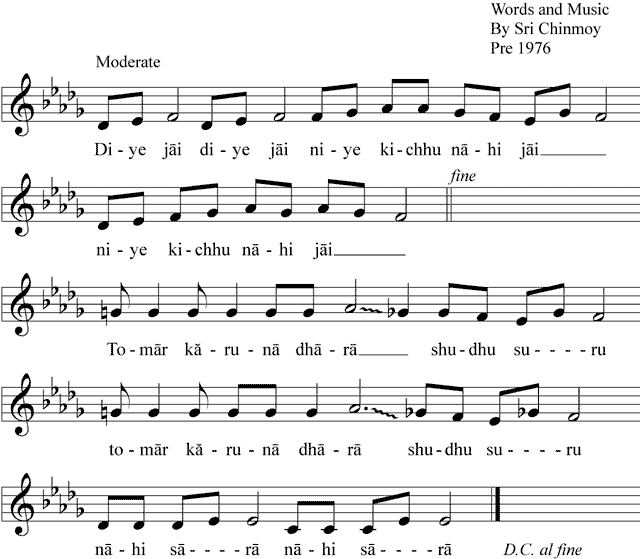 Words and Music
By Sri Chinmoy
Pre 1976
Moderate
Di - ye jāi di - ye jāi ni - ye ki - chhu nā - hi jāi
fine
ni - ye ki - chhu nā - hi jāi
To - mār kă - ru - nā dhā - rā shu - dhu su - - - - ru
to - mār kă - ru - nā dhā - rā shu - dhu su - - - - ru
nā - hi sā - - - - rā nā - hi sā - - - - rā D.C. al fine